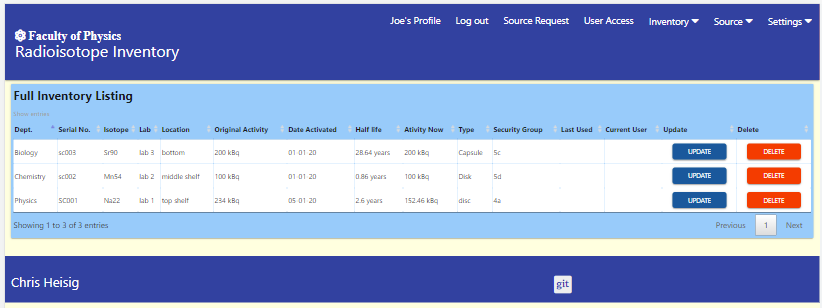 Joe's Profile Log out Source Request User Access Inventory Source Settings
Faculty of Physics
Radioisotope Inventory
Full Inventory Listing
Show entries
Dept. Serial No. Isotope Lab Location Original Activity Date Activated Half life Ativity Now Type Security Group Last Used Current User Update Delete
Biology sc003 Sr90 lab 3 bottom 200 kBq 01 01 20 28.64 years 200 kBq Capsule 5c UPDATE DELETE
Chemistry sc002 Mn54 lab 2 middle shelf 100 kBq 01 01 20 0.86 years 100 kBq Disk 5d UPDATE DELETE
Physics SC001 Na22 lab 1 top shelf 234 kBq 05 01 20 2.6 years 152.46 kBq disc 4a UPDATE DELETE
Showing 1 to 3 of 3 entries Previous 1 Next
Chris Heisig git